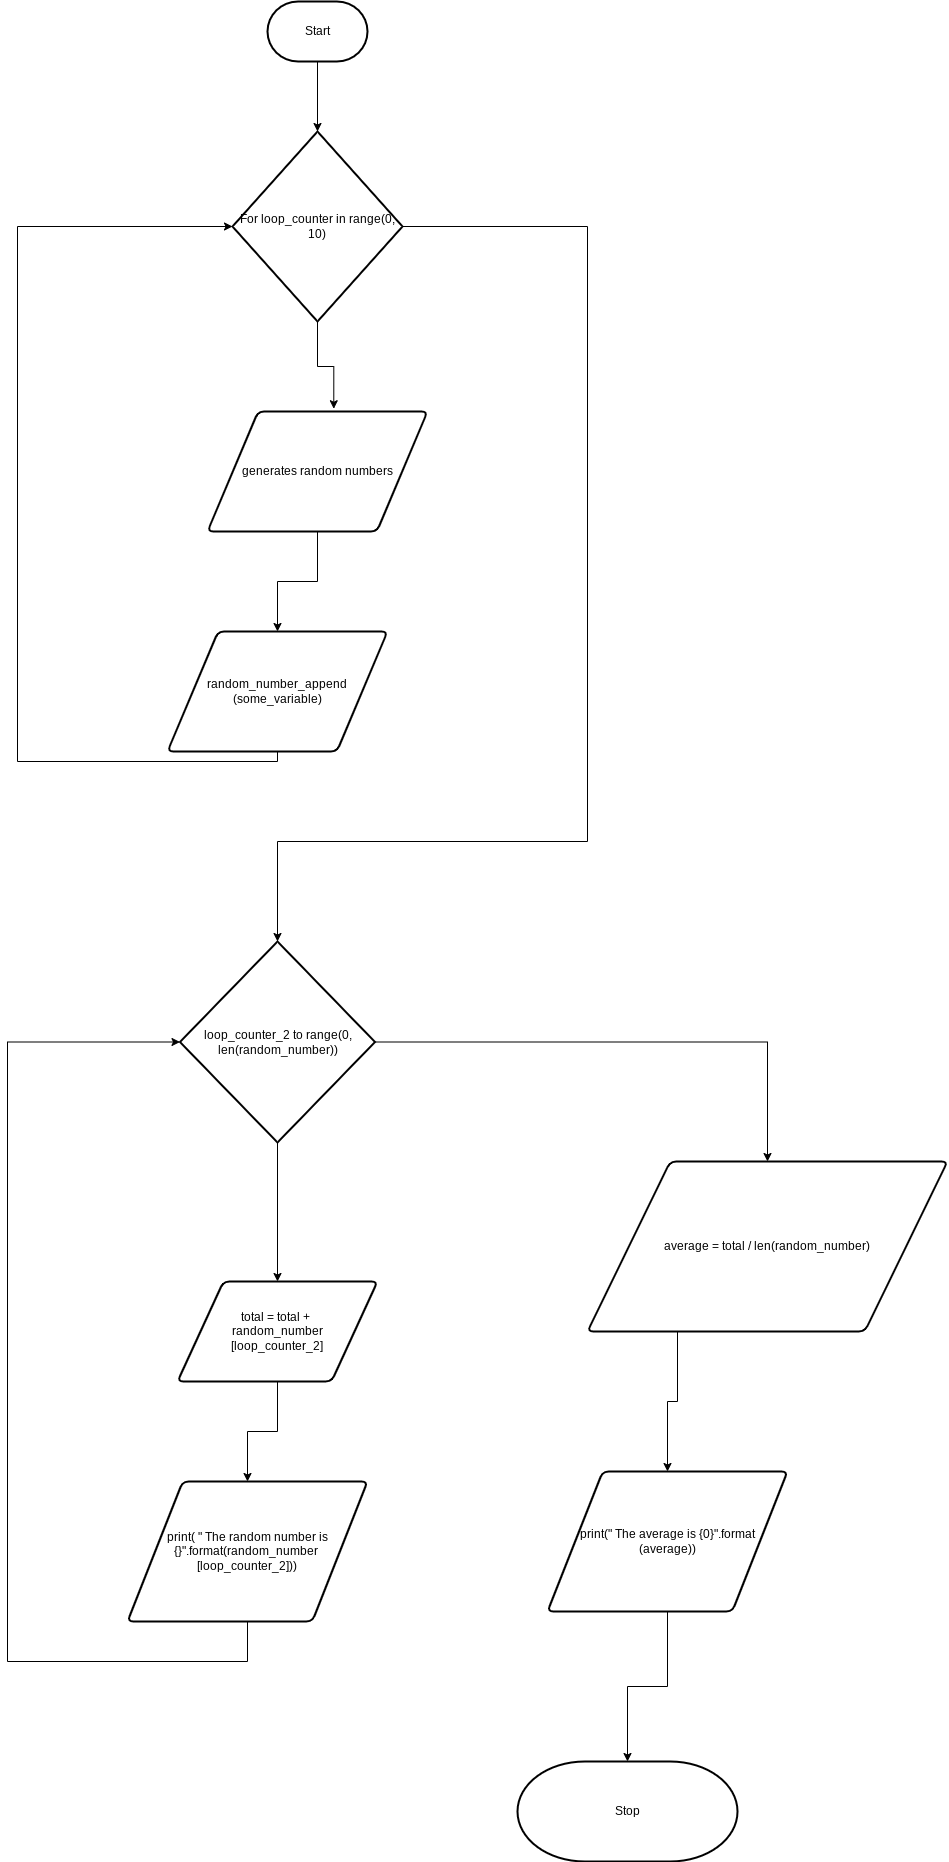 Start
For loop_counter in range(0,
10)
generates random numbers
random_number_append
(some_variable)
loop_counter_2 to range(0,
len(random_number))
average = total / len(random_number)
total = total +
random_number
[loop_counter_2]
print( " The random number is
{}".format(random_number
[loop_counter_2]))
print(" The average is {0}".format
(average))
Stop